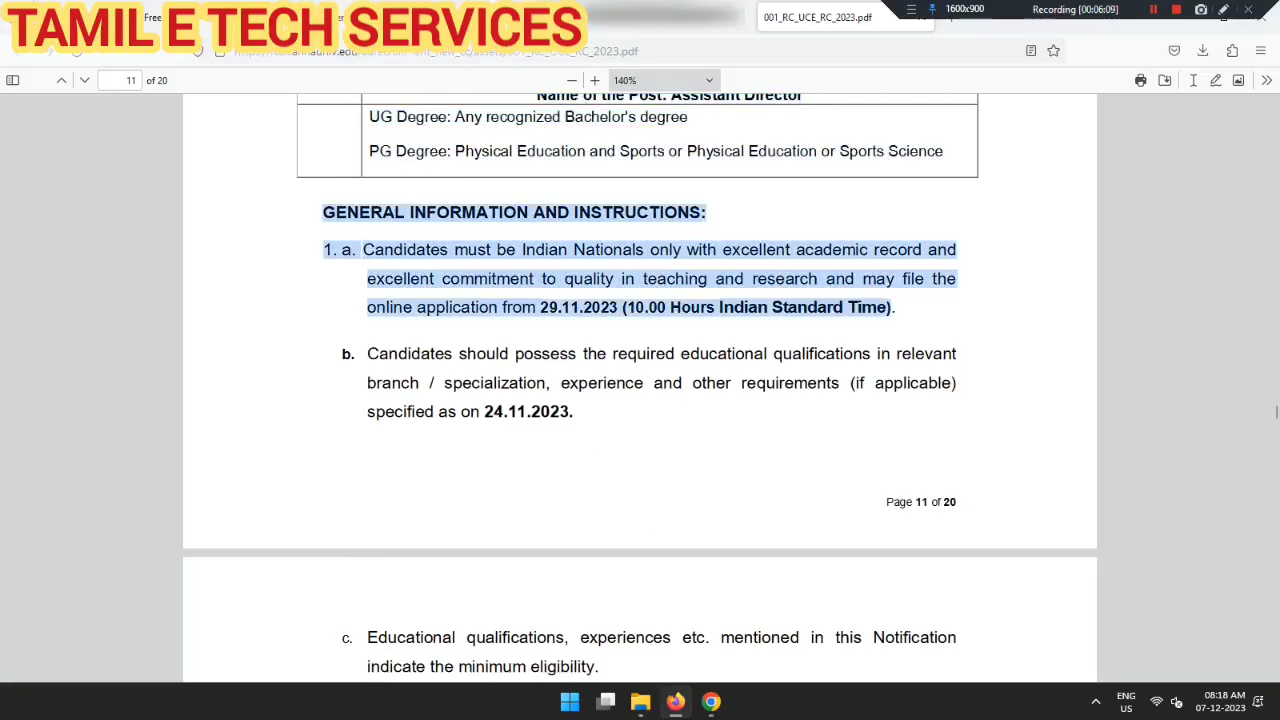 TAMIL E TECH SERVICES
Free
001_RC_UCE_RC_2023.pdf
1600x900
Recording [00:06:09]
2023.pdf
11 of 20
140%
Name of the Post: Assistant Director
UG Degree: Any recognized Bachelor's degree
PG Degree: Physical Education and Sports or Physical Education or Sports Science
GENERAL INFORMATION AND INSTRUCTIONS:
1. a. Candidates must be Indian Nationals only with excellent academic record and
excellent commitment to quality in teaching and research and may file the
online application from 29.11.2023 (10.00 Hours Indian Standard Time).
b. Candidates should possess the required educational qualifications in relevant
branch / specialization, experience and other requirements (if applicable)
specified as on 24.11.2023.
Page 11 of 20
c. Educational qualifications, experiences etc. mentioned in this Notification
indicate the minimum eligibility.
ENG
US
08:18 AM
07-12-2023